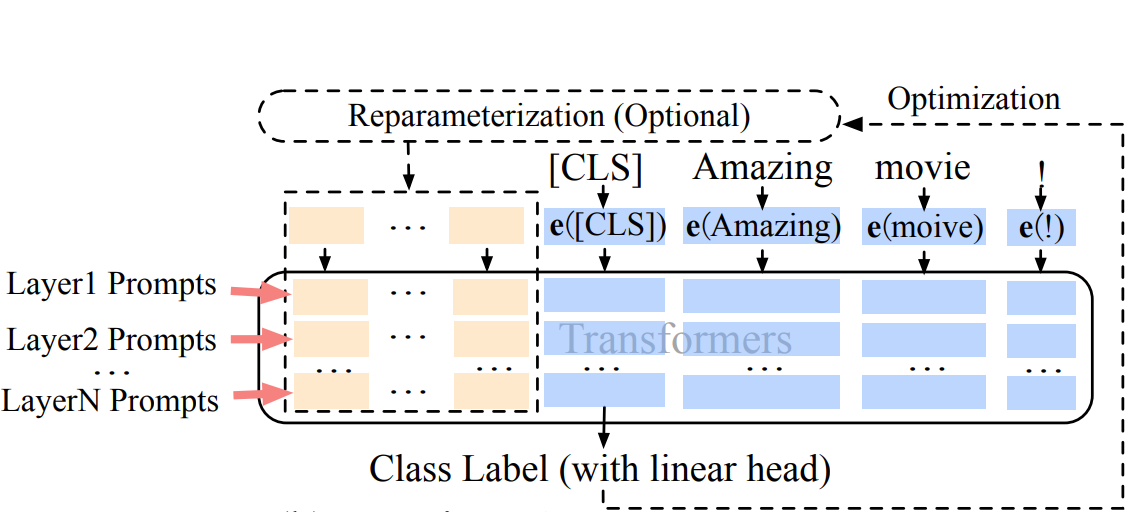 Reparameterization (Optional)
Optimization
[CLS] Amazing movie !
e([CLS]) e(Amazing) e(moive) e(!)
...
Layer1 Prompts
...
Layer2 Prompts
...
Transformers
...
... ... ... ... ... ...
LayerN Prompts
...
Class Label (with linear head)